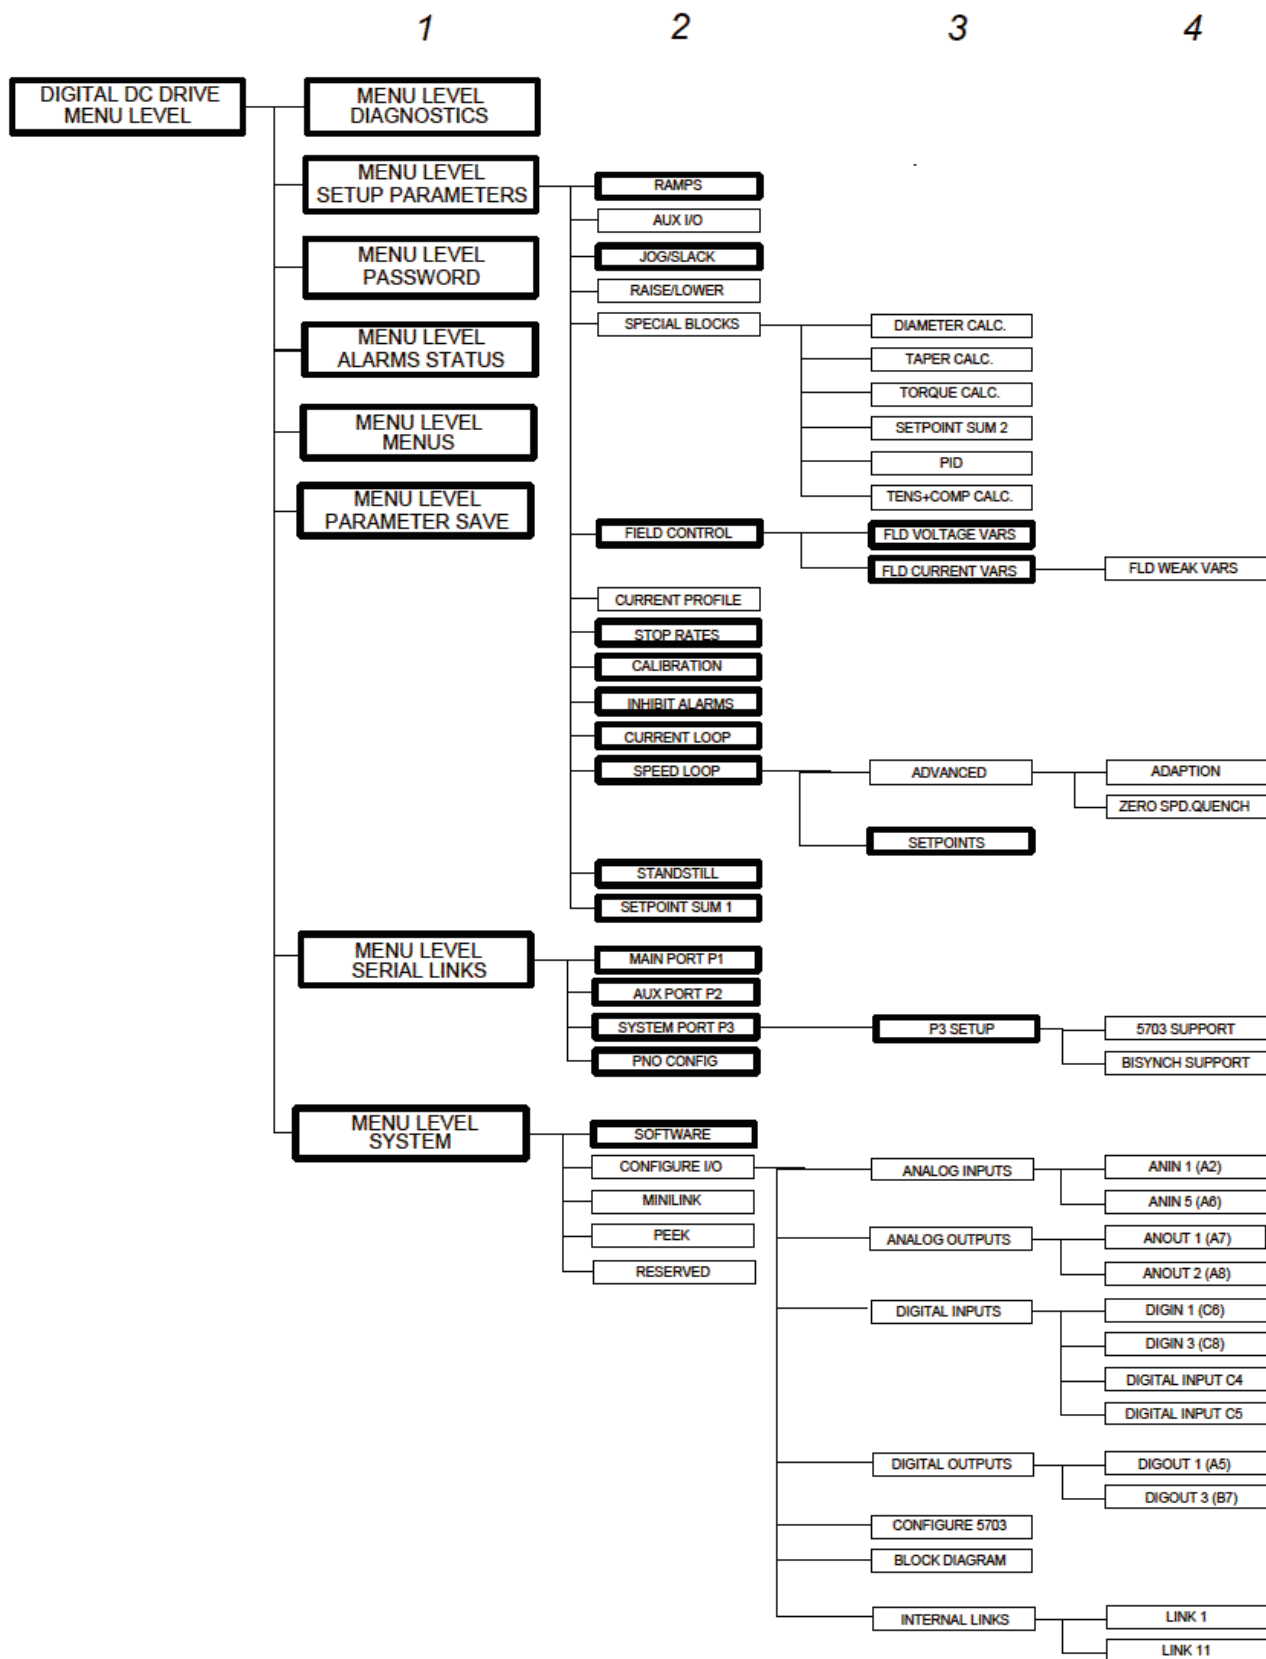 1 2 3 4
DIGITAL DC DRIVE
MENU LEVEL
MENU LEVEL
DIAGNOSTICS
MENU LEVEL
SETUP PARAMETERS
RAMPS
AUX I/O
MENU LEVEL
PASSWORD
JOG/SLACK
RAISE/LOWER
SPECIAL BLOCKS
DIAMETER CALC.
MENU LEVEL
ALARMS STATUS
TAPER CALC.
TORQUE CALC.
MENU LEVEL
MENUS
SETPOINT SUM 2
PID
MENU LEVEL
PARAMETER SAVE
TENS+COMP CALC.
FIELD CONTROL
FLD VOLTAGE VARS
FLD CURRENT VARS
FLD WEAK VARS
CURRENT PROFILE
STOP RATES
CALIBRATION
INHIBIT ALARMS
CURRENT LOOP
SPEED LOOP
ADVANCED
ADAPTION
ZERO SPD.QUENCH
SETPOINTS
STANDSTILL
SETPOINT SUM 1
MENU LEVEL
SERIAL LINKS
MAIN PORT P1
AUX PORT P2
SYSTEM PORT P3
P3 SETUP
5703 SUPPORT
PNO CONFIG
BISYNCH SUPPORT
MENU LEVEL
SYSTEM
SOFTWARE
CONFIGURE I/O
ANALOG INPUTS
ANIN 1 (A2)
MINILINK
ANIN 5 (A6)
PEEK
ANALOG OUTPUTS
ANOUT 1 (A7)
RESERVED
ANOUT 2 (A8)
DIGITAL INPUTS
DIGIN 1 (C6)
DIGIN 3 (C8)
DIGITAL INPUT C4
DIGITAL INPUT C5
DIGITAL OUTPUTS
DIGOUT 1 (A5)
DIGOUT 3 (B7)
CONFIGURE 5703
BLOCK DIAGRAM
INTERNAL LINKS
LINK 1
LINK 11